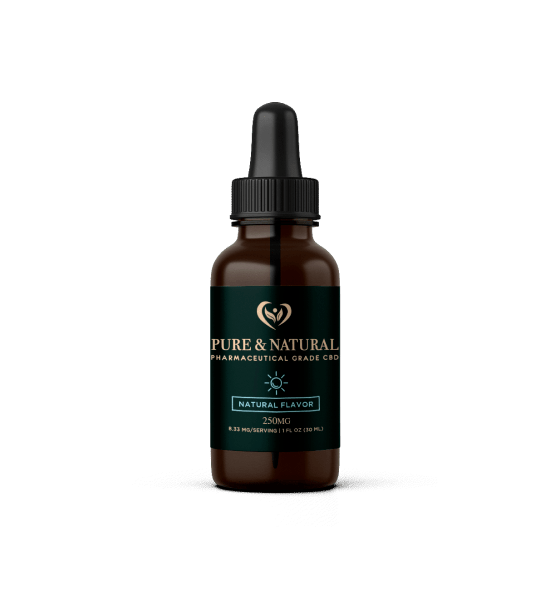 PURE & NATURAL
PHARMACEUTICAL GRADE CBD
NATURAL FLAVOR
250MG
8.33 MG/SERVING | 1 FL OZ (30 ML)